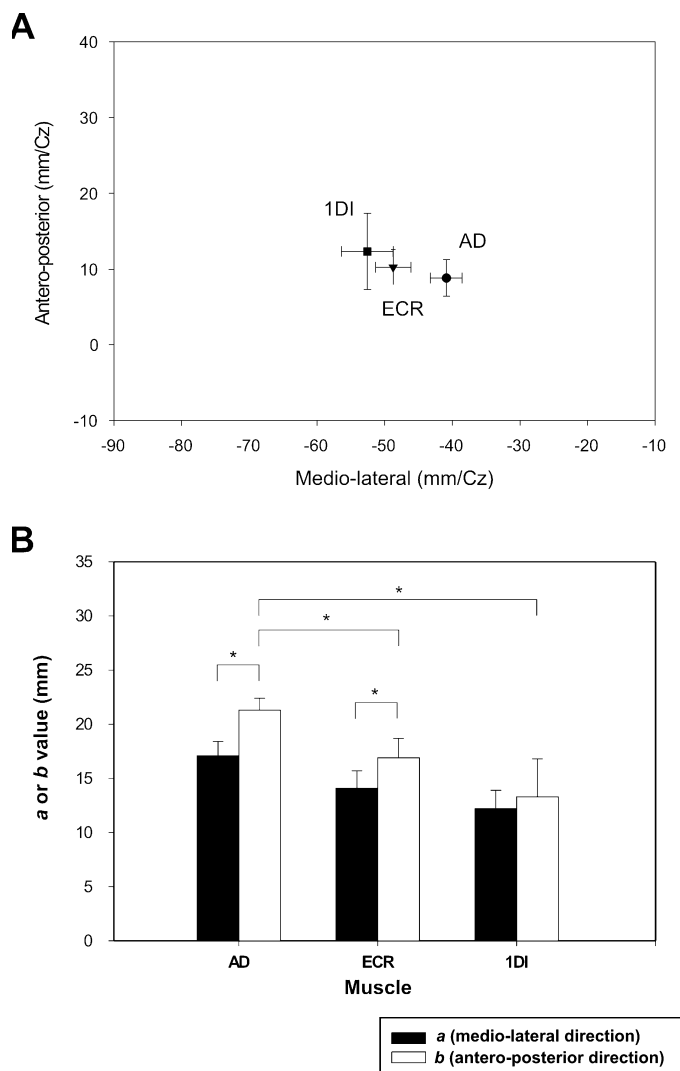 A
40
30
20
10
0
-10
Antero-posterior (mm/Cz)
1DI
AD
ECR
-90 -80 -70 -60 -50 -40 -30 -20 -10
Medio-lateral (mm/Cz)
B
35
30
25
20
15
10
5
0
a or b value (mm)
*
*
*
*
AD ECR 1DI
Muscle
a (medio-lateral direction)
b (antero-posterior direction)